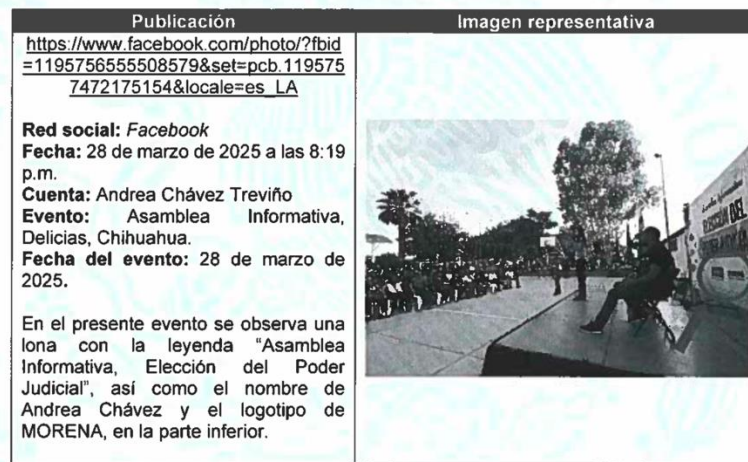 Publicación
Imagen representativa
https://www.facebook.com/photo/?fbid
=1195756555508579&set=pcb.119575
7472175154&locale=es_LA
Red social: Facebook
Fecha: 28 de marzo de 2025 a las 8:19
p.m.
Cuenta: Andrea Chávez Treviño
Evento: Asamblea Informativa,
Delicias, Chihuahua.
Fecha del evento: 28 de marzo de
2025.
En el presente evento se observa una
lona con la leyenda “Asamblea
Informativa, Elección del Poder
Judicial”, así como el nombre de
Andrea Chávez y el logotipo de
MORENA, en la parte inferior.
ELECCIÓN DEL